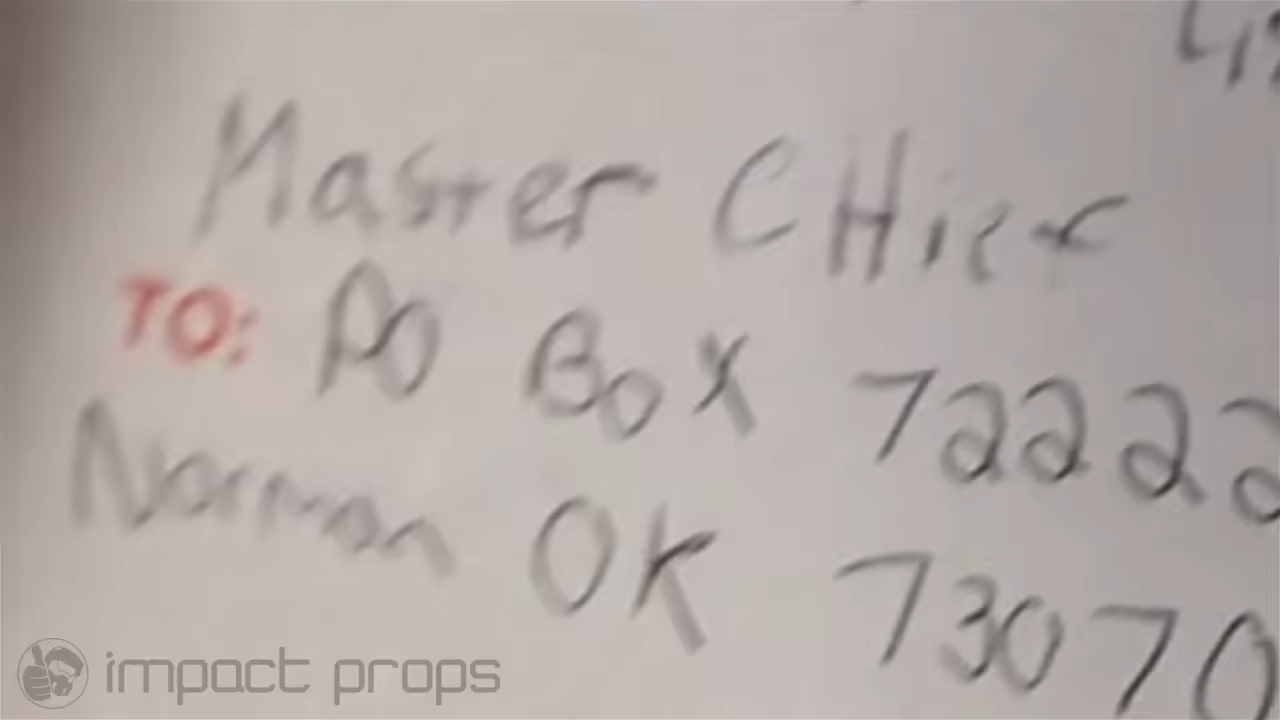 Master CHief
TO: PO Box 72222
Norman OK 73070
impact props